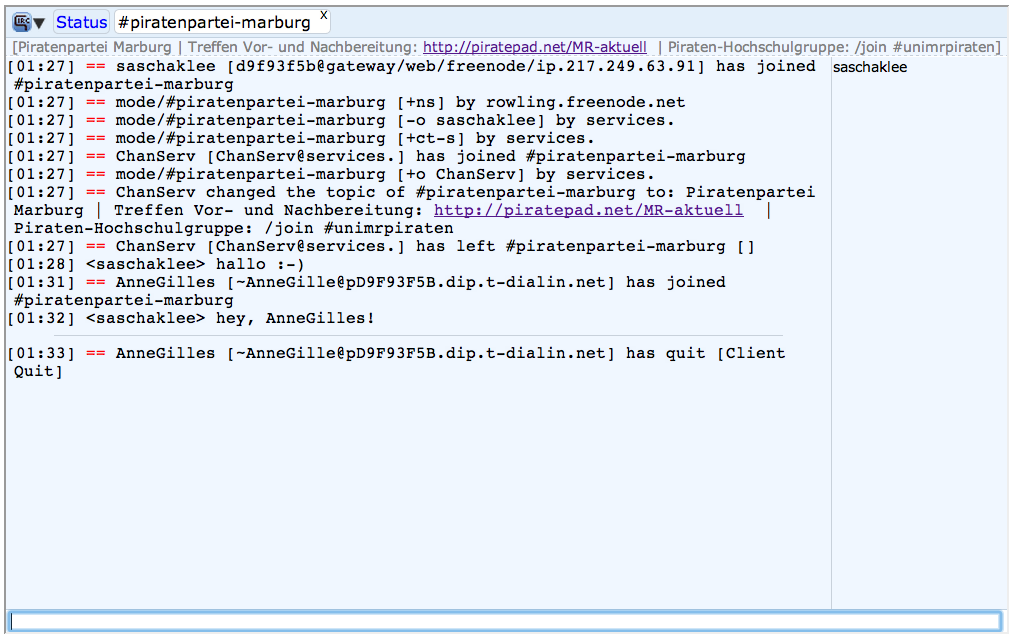 IRC Status #piratenpartei-marburg X
[Piratenpartei Marburg | Treffen Vor- und Nachbereitung: http://piratepad.net/MR-aktuell | Piraten-Hochschulgruppe: /join #unimrpiraten]
[01:27] == saschaklee [d9f93f5b@gateway/web/freenode/ip.217.249.63.91] has joined
#piratenpartei-marburg
[01:27] == mode/#piratenpartei-marburg [+ns] by rowling.freenode.net
[01:27] == mode/#piratenpartei-marburg [-o saschaklee] by services.
[01:27] == mode/#piratenpartei-marburg [+ct-s] by services.
[01:27] == ChanServ [ChanServ@services.] has joined #piratenpartei-marburg
[01:27] == mode/#piratenpartei-marburg [+o ChanServ] by services.
[01:27] == ChanServ changed the topic of #piratenpartei-marburg to: Piratenpartei
Marburg | Treffen Vor- und Nachbereitung: http://piratepad.net/MR-aktuell |
Piraten-Hochschulgruppe: /join #unimrpiraten
[01:27] == ChanServ [ChanServ@services.] has left #piratenpartei-marburg []
[01:28] <saschaklee> hallo :-)
[01:31] == AnneGilles [~AnneGille@pD9F93F5B.dip.t-dialin.net] has joined
#piratenpartei-marburg
[01:32] <saschaklee> hey, AnneGilles!
[01:33] == AnneGilles [~AnneGille@pD9F93F5B.dip.t-dialin.net] has quit [Client
Quit]
saschaklee